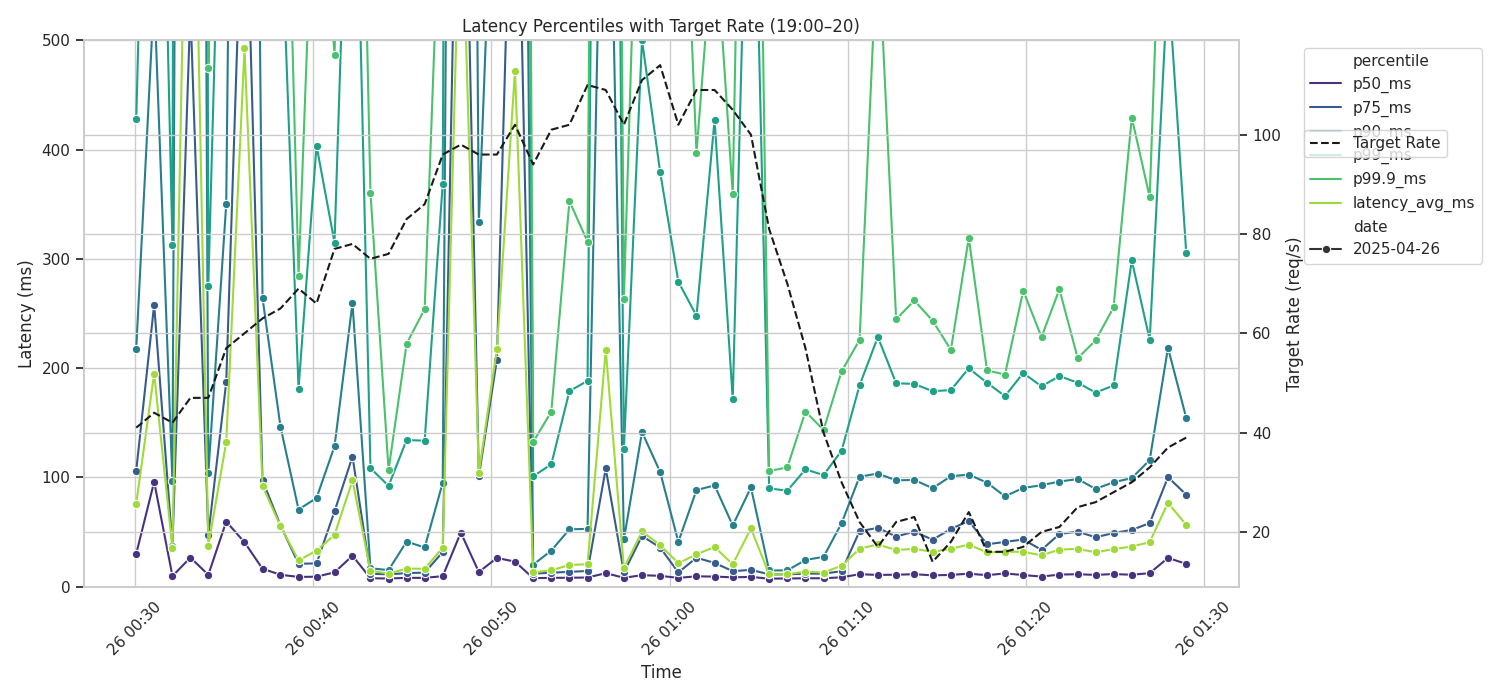 Latency Percentiles with Target Rate (19:00–20)
Latency (ms)
500
400
300
200
100
0
100
80
60
40
20
Target Rate (req/s)
26 00:30
26 00:40
26 00:50
26 01:00
26 01:10
26 01:20
26 01:30
Time
percentile
p50_ms
p75_ms
p90_ms
Target Rate
p99_ms
p99.9_ms
latency_avg_ms
date
2025-04-26